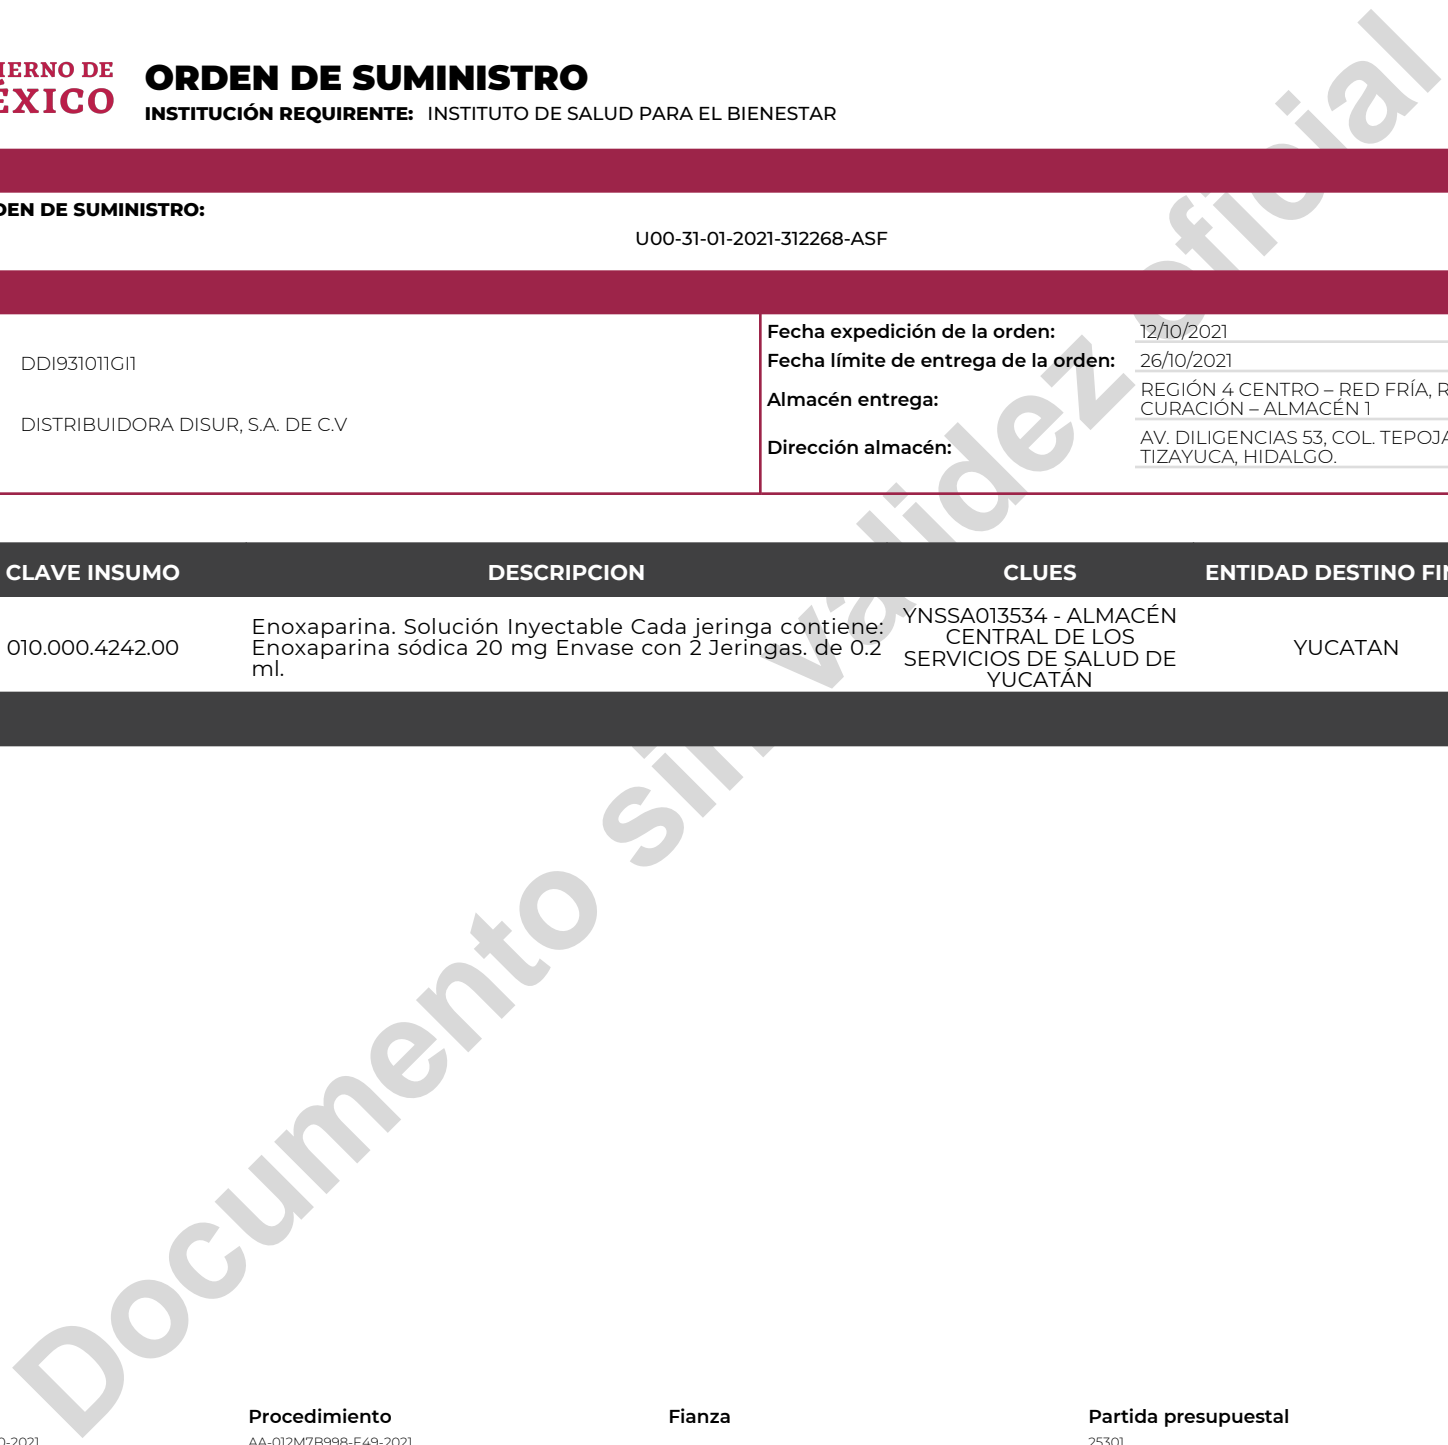 IERNO DE
ÉXICO
ORDEN DE SUMINISTRO
INSTITUCIÓN REQUIRENTE: INSTITUTO DE SALUD PARA EL BIENESTAR
DEN DE SUMINISTRO:
U00-31-01-2021-312268-ASF
DDI931011GI1
DISTRIBUIDORA DISUR, S.A. DE C.V
Fecha expedición de la orden: 12/10/2021
Fecha límite de entrega de la orden: 26/10/2021
Almacén entrega: REGIÓN 4 CENTRO – RED FRÍA, R
CURACIÓN – ALMACÉN 1
Dirección almacén: AV. DILIGENCIAS 53, COL. TEPOJA
TIZAYUCA, HIDALGO.
CLAVE INSUMO DESCRIPCION CLUES ENTIDAD DESTINO FIN
010.000.4242.00
Enoxaparina. Solución Inyectable Cada jeringa contiene:
Enoxaparina sódica 20 mg Envase con 2 Jeringas. de 0.2
ml.
YNSSA013534 - ALMACÉN
CENTRAL DE LOS
SERVICIOS DE SALUD DE
YUCATÁN
YUCATAN
Documento sin validez oficial
Procedimiento Fianza Partida presupuestal
0-2021 AA-012M7B998-E49-2021 25301